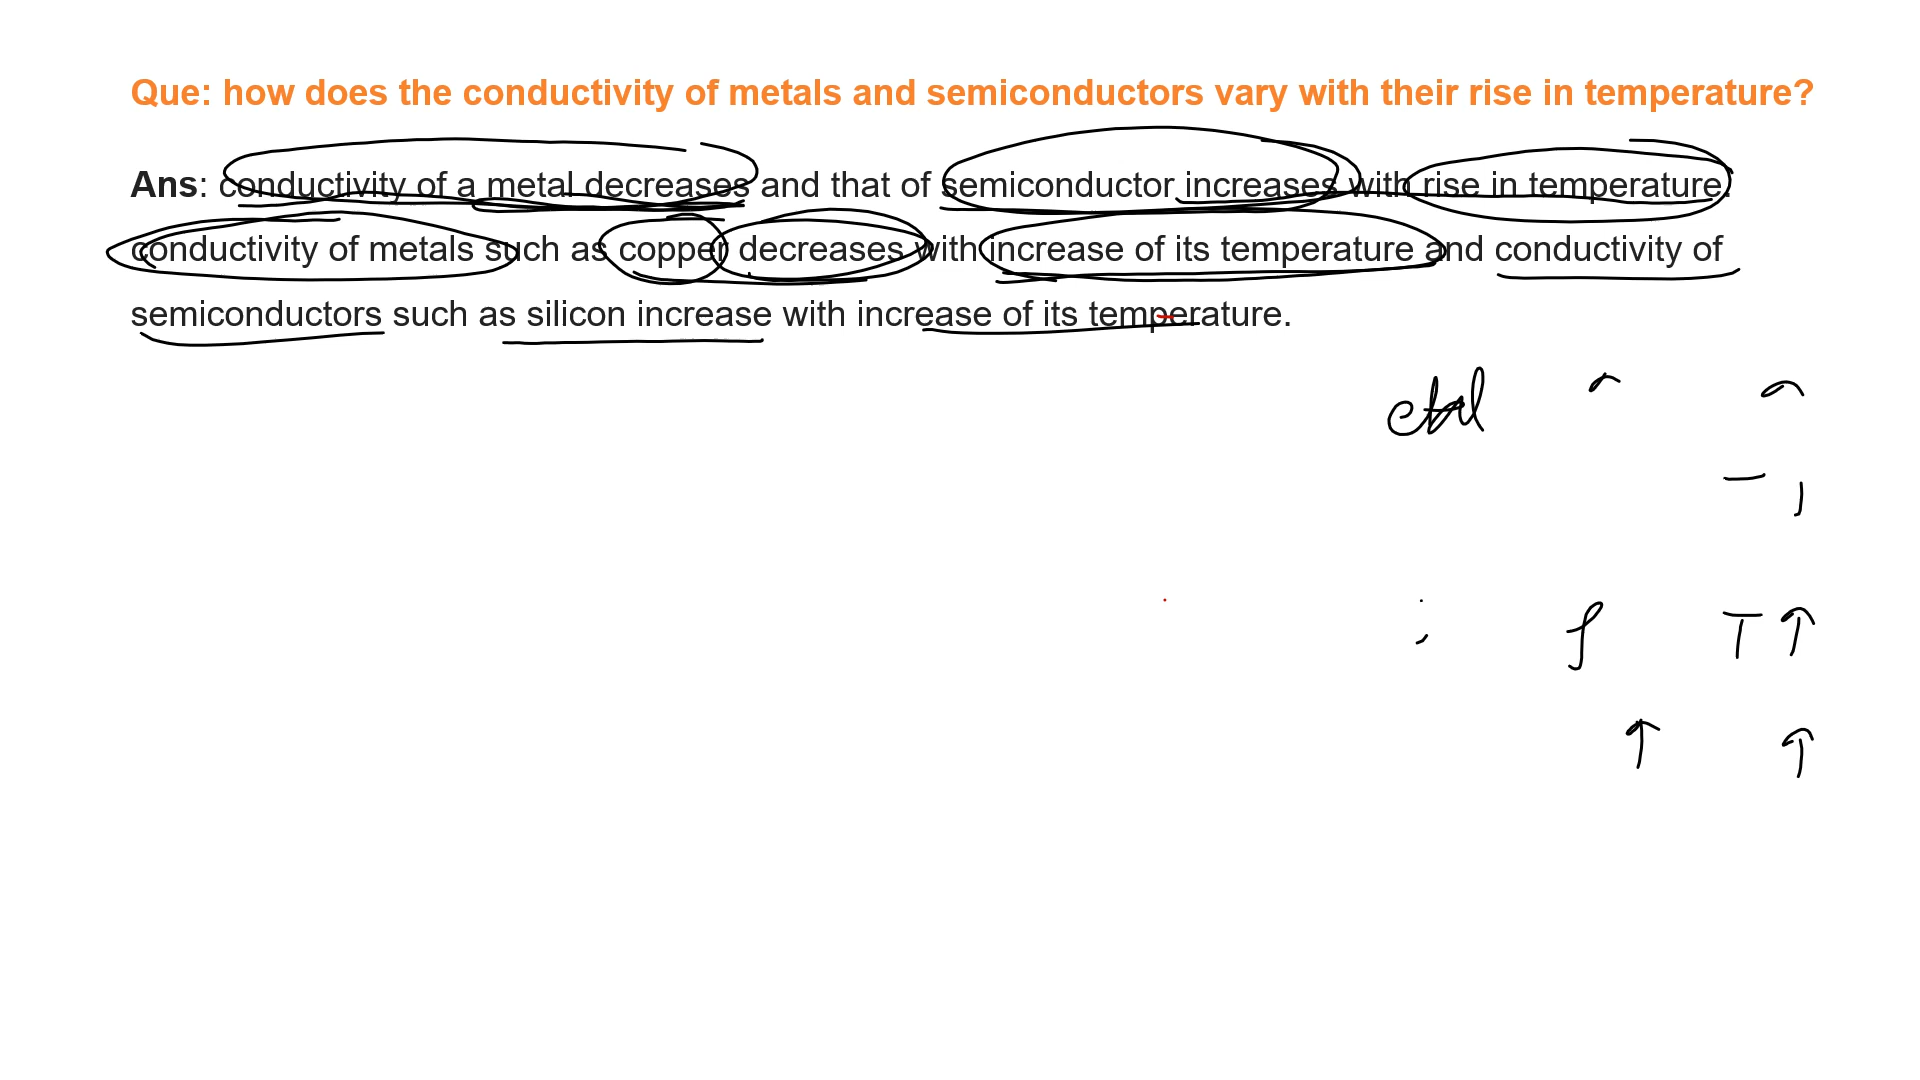 Que: how does the conductivity of metals and semiconductors vary with their rise in temperature?
Ans: conductivity of a metal decreases and that of semiconductor increases with rise in temperature.
conductivity of metals such as copper decreases with increase of its temperature and conductivity of
semiconductors such as silicon increase with increase of its temperature.
etal
T ↑
↑ ↑